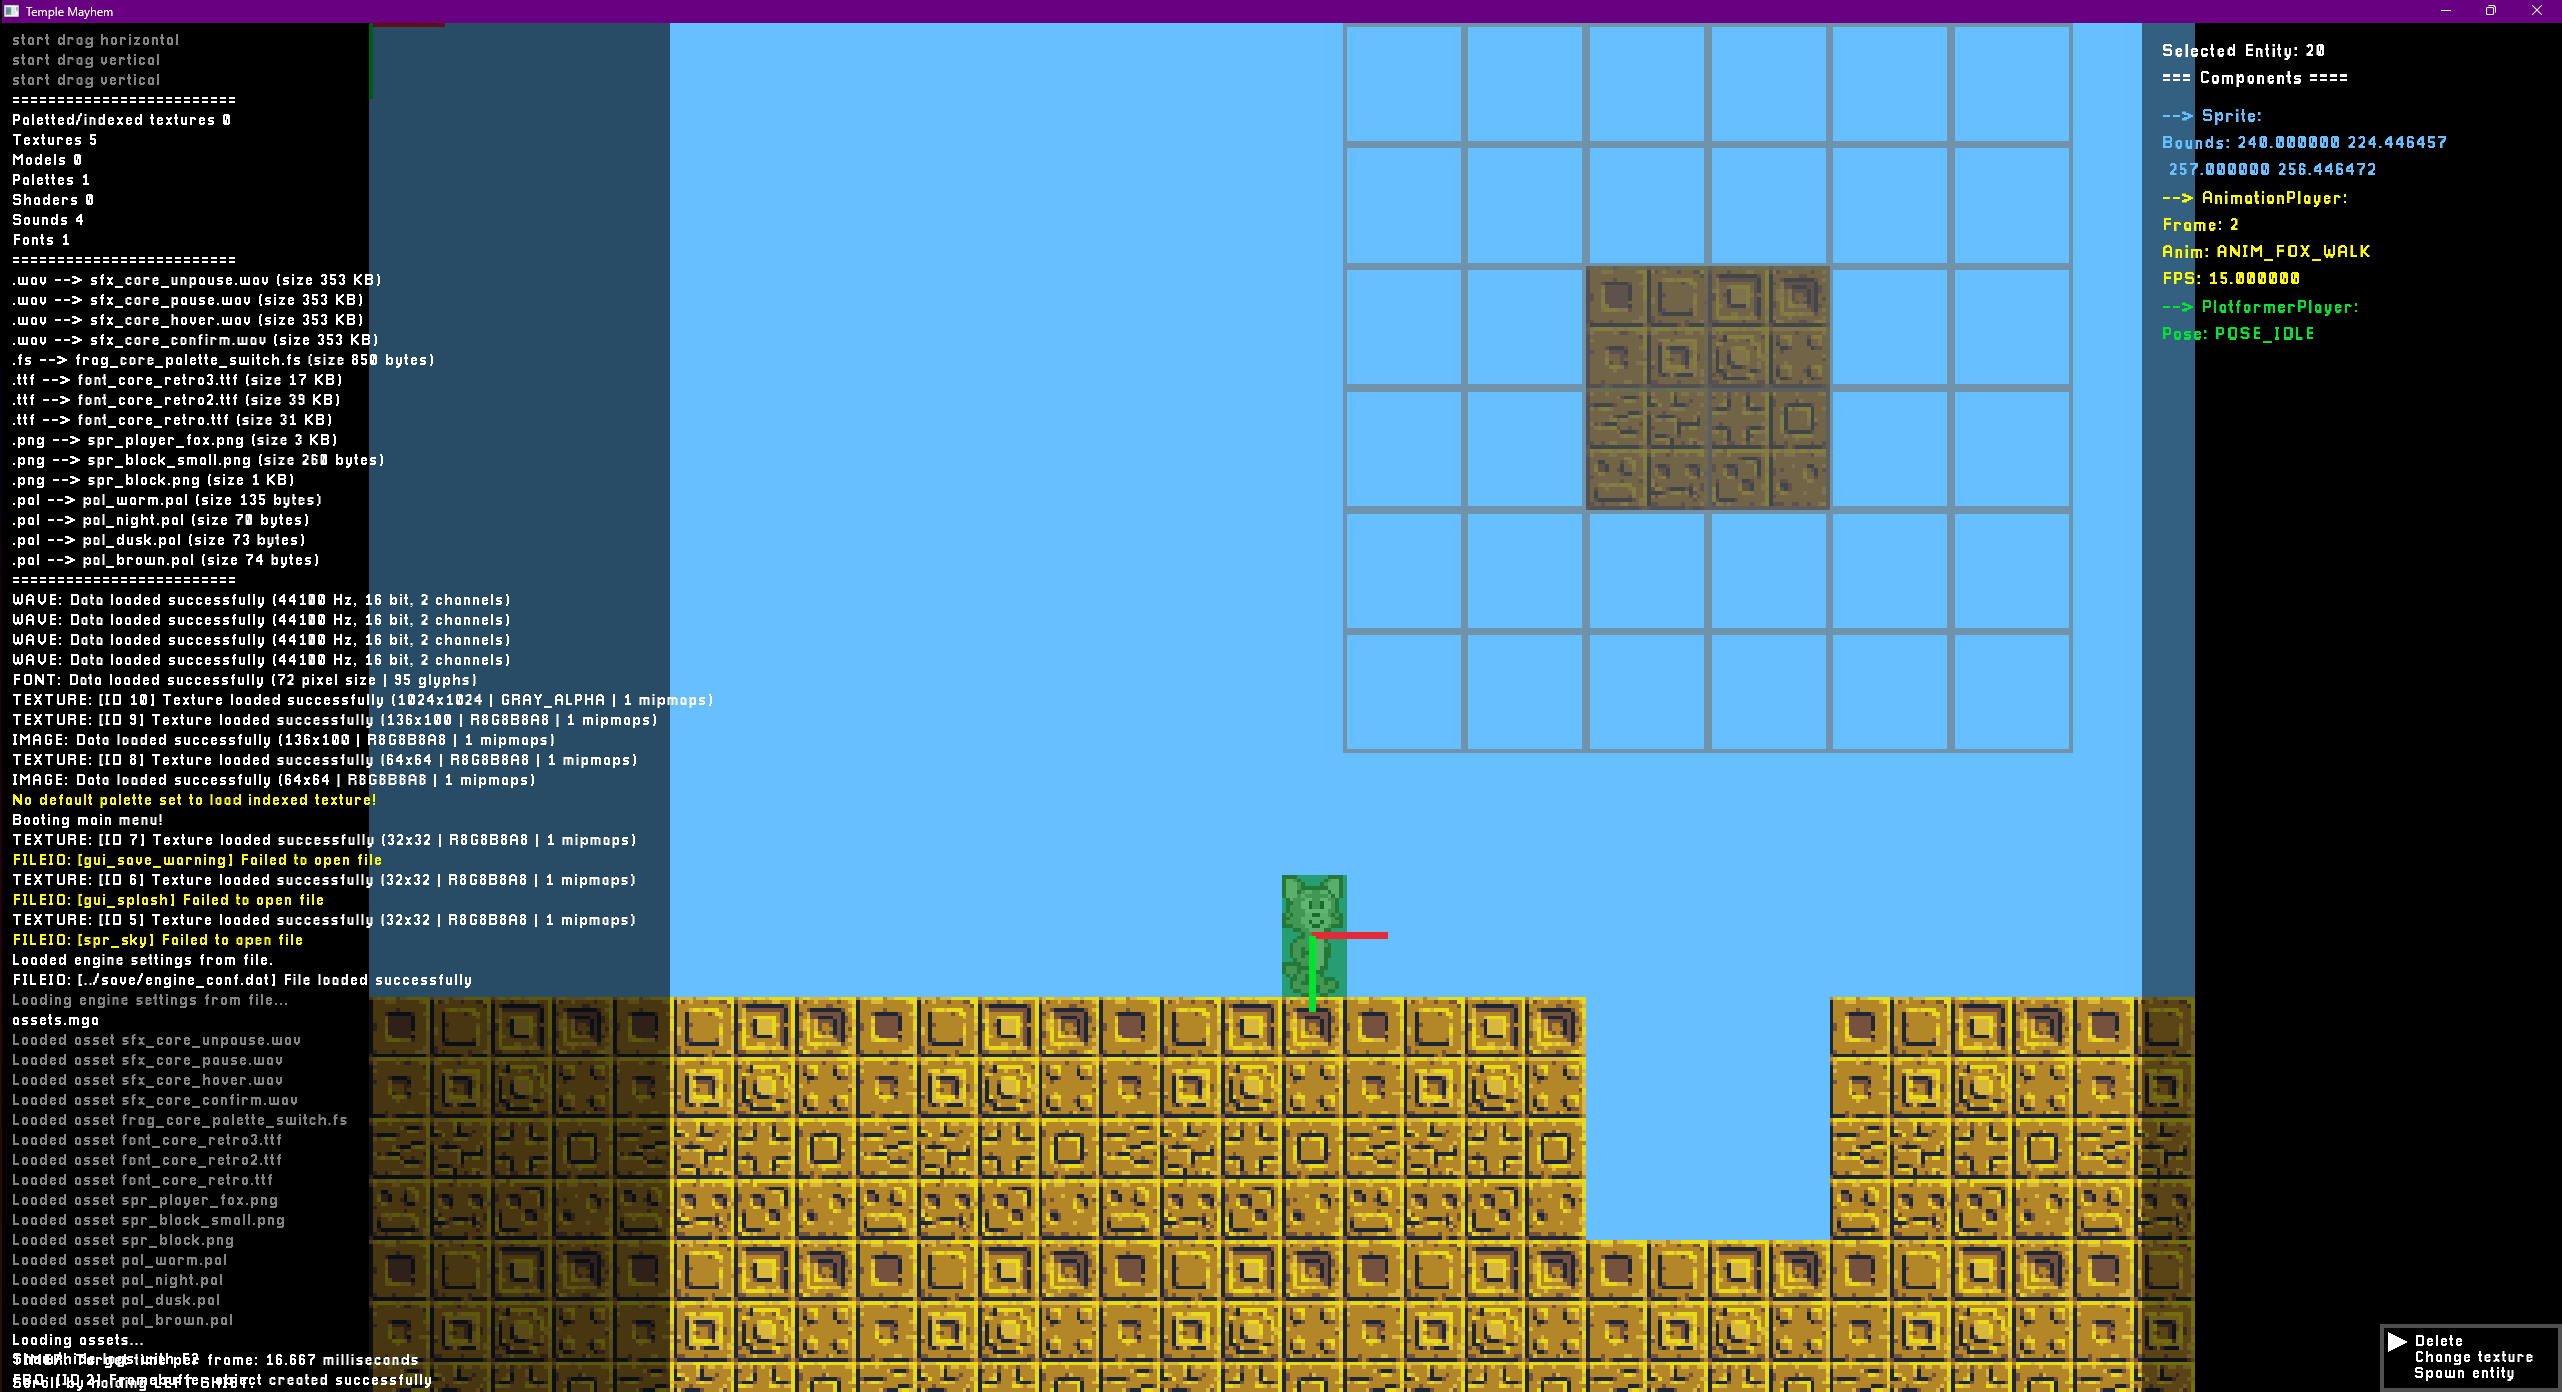 Temple Mayhem
start drag horizontal
start drag vertical
start drag vertical
=========================
Paletted/indexed textures 0
Textures 5
Models 0
Palettes 1
Shaders 0
Sounds 4
Fonts 1
=========================
.wav --> sfx_core_unpause.wav (size 353 KB)
.wav --> sfx_core_pause.wav (size 353 KB)
.wav --> sfx_core_hover.wav (size 353 KB)
.wav --> sfx_core_confirm.wav (size 353 KB)
.fs --> frag_core_palette_switch.fs (size 850 bytes)
.ttf --> font_core_retro3.ttf (size 17 KB)
.ttf --> font_core_retro2.ttf (size 39 KB)
.ttf --> font_core_retro.ttf (size 31 KB)
.png --> spr_player_fox.png (size 3 KB)
.png --> spr_block_small.png (size 260 bytes)
.png --> spr_block.png (size 1 KB)
.pal --> pal_warm.pal (size 135 bytes)
.pal --> pal_night.pal (size 70 bytes)
.pal --> pal_dusk.pal (size 73 bytes)
.pal --> pal_brown.pal (size 74 bytes)
=========================
WAVE: Data loaded successfully (44100 Hz, 16 bit, 2 channels)
WAVE: Data loaded successfully (44100 Hz, 16 bit, 2 channels)
WAVE: Data loaded successfully (44100 Hz, 16 bit, 2 channels)
WAVE: Data loaded successfully (44100 Hz, 16 bit, 2 channels)
FONT: Data loaded successfully (72 pixel size | 95 glyphs)
TEXTURE: [ID 10] Texture loaded successfully (1024x1024 | GRAY_ALPHA | 1 mipmaps)
TEXTURE: [ID 9] Texture loaded successfully (136x100 | R8G8B8A8 | 1 mipmaps)
IMAGE: Data loaded successfully (136x100 | R8G8B8A8 | 1 mipmaps)
TEXTURE: [ID 8] Texture loaded successfully (64x64 | R8G8B8A8 | 1 mipmaps)
IMAGE: Data loaded successfully (64x64 | R8G8B8A8 | 1 mipmaps)
No default palette set to load indexed texture!
Booting main menu!
TEXTURE: [ID 7] Texture loaded successfully (32x32 | R8G8B8A8 | 1 mipmaps)
FILEIO: [gui_save_warning] Failed to open file
TEXTURE: [ID 6] Texture loaded successfully (32x32 | R8G8B8A8 | 1 mipmaps)
FILEIO: [gui_splash] Failed to open file
TEXTURE: [ID 5] Texture loaded successfully (32x32 | R8G8B8A8 | 1 mipmaps)
FILEIO: [spr_sky] Failed to open file
Loaded engine settings from file.
FILEIO: [../save/engine_conf.dat] File loaded successfully
Loading engine settings from file...
assets.mga
Loaded asset sfx_core_unpause.wav
Loaded asset sfx_core_pause.wav
Loaded asset sfx_core_hover.wav
Loaded asset sfx_core_confirm.wav
Loaded asset frag_core_palette_switch.fs
Loaded asset font_core_retro3.ttf
Loaded asset font_core_retro2.ttf
Loaded asset font_core_retro.ttf
Loaded asset spr_player_fox.png
Loaded asset spr_block_small.png
Loaded asset spr_block.png
Loaded asset pal_warm.pal
Loaded asset pal_night.pal
Loaded asset pal_dusk.pal
Loaded asset pal_brown.pal
Loading assets...
per frame: 16.667 milliseconds
object created successfully
Selected Entity: 20
=== Components ====
--> Sprite:
Bounds: 240.000000 224.446457
257.000000 256.446472
--> AnimationPlayer:
Frame: 2
Anim: ANIM_FOX_WALK
FPS: 15.000000
--> PlatformerPlayer:
Pose: POSE_IDLE
Delete
Change texture
Spawn entity